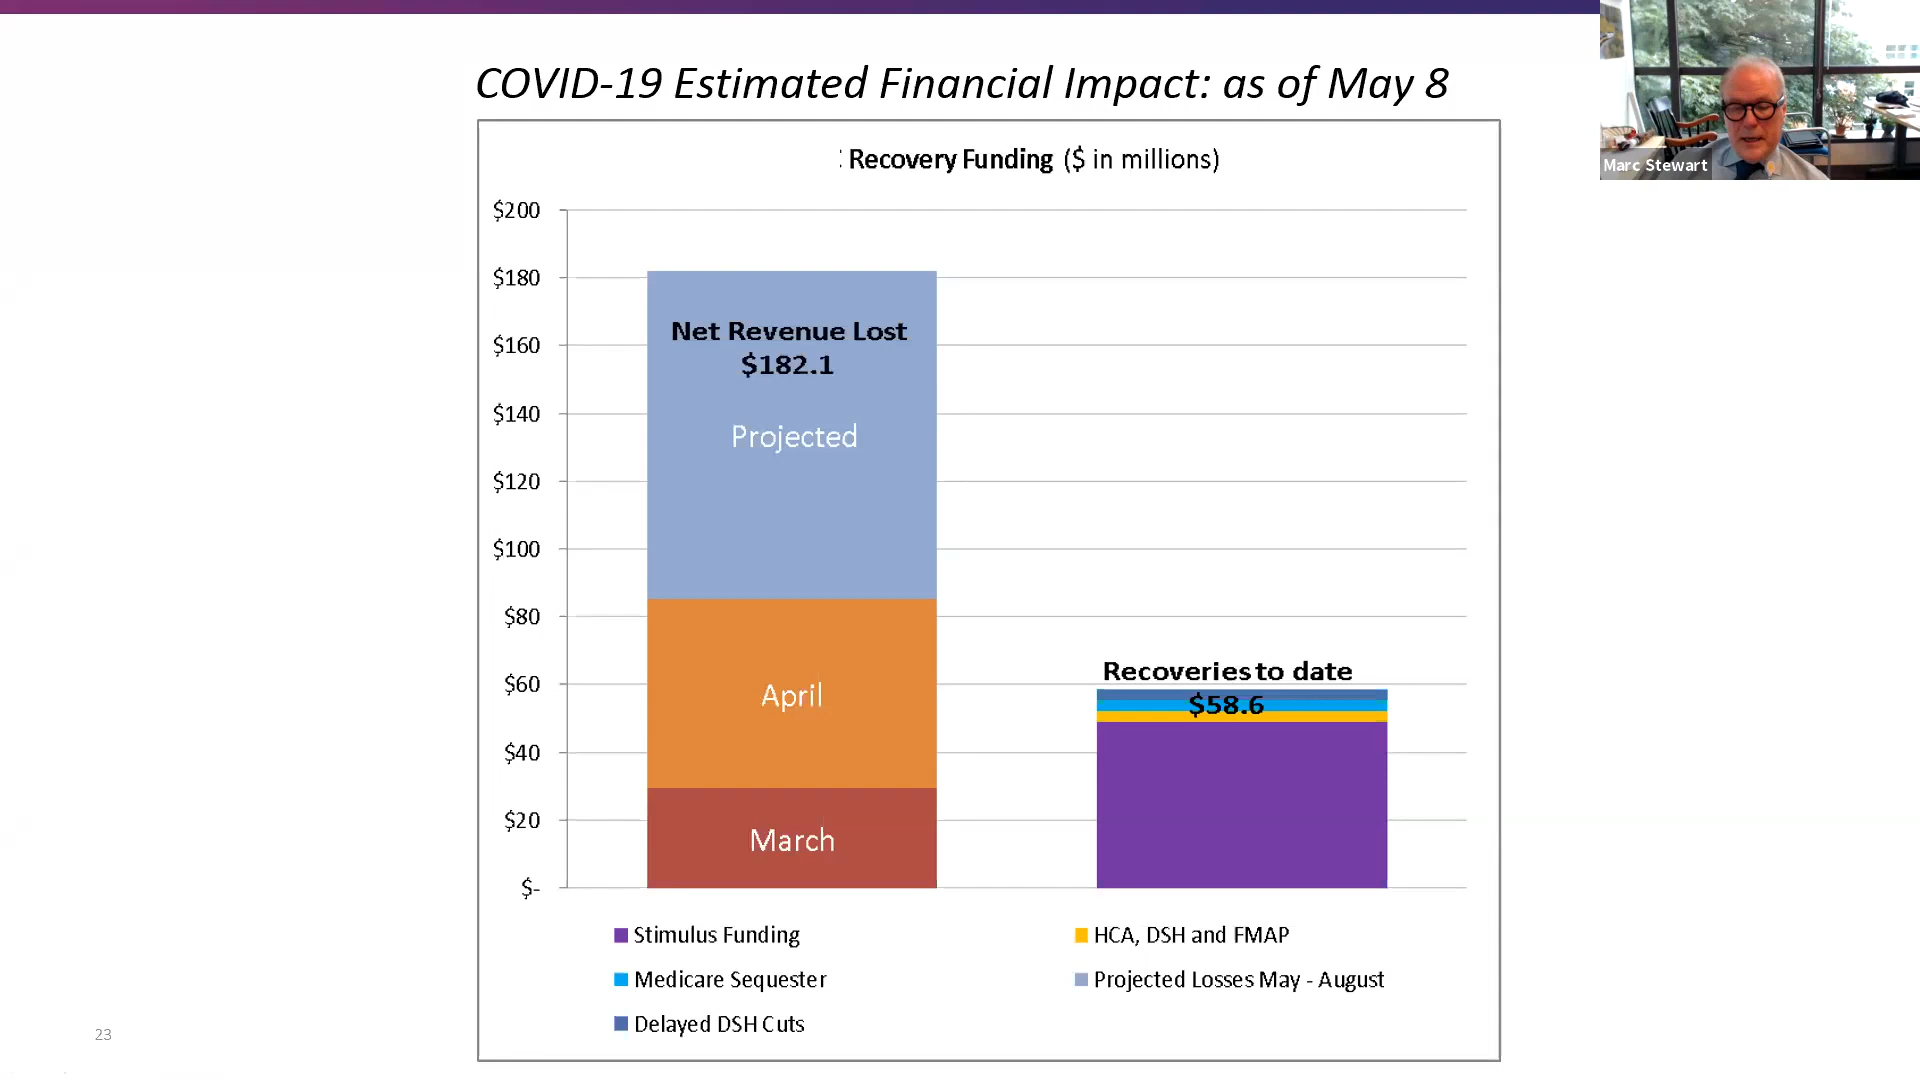 COVID-19 Estimated Financial Impact: as of May 8
Marc Stewart
: Recovery Funding ($ in millions)
$200
$180
$160
$140
$120
$100
$80
$60
$40
$20
$-
Net Revenue Lost
$182.1
Projected
April
March
Recoveries to date
$58.6
Stimulus Funding
HCA, DSH and FMAP
Medicare Sequester
Projected Losses May - August
Delayed DSH Cuts
23